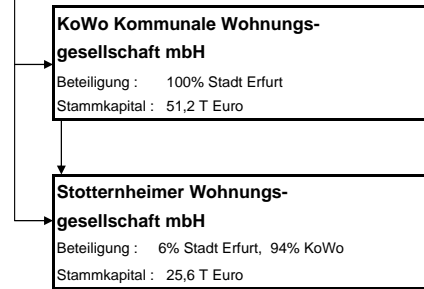 KoWo Kommunale Wohnungs-
gesellschaft mbH
Beteiligung : 100% Stadt Erfurt
Stammkapital : 51,2 T Euro
Stotternheimer Wohnungs-
gesellschaft mbH
Beteiligung : 6% Stadt Erfurt, 94% KoWo
Stammkapital : 25,6 T Euro